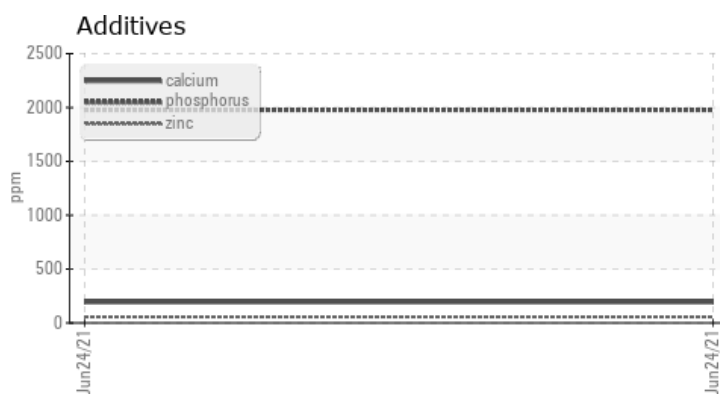 Additives
2500
2000
1500
1000
500
0
ppm
calcium
phosphorus
zinc
Jun24/21
Jun24/21